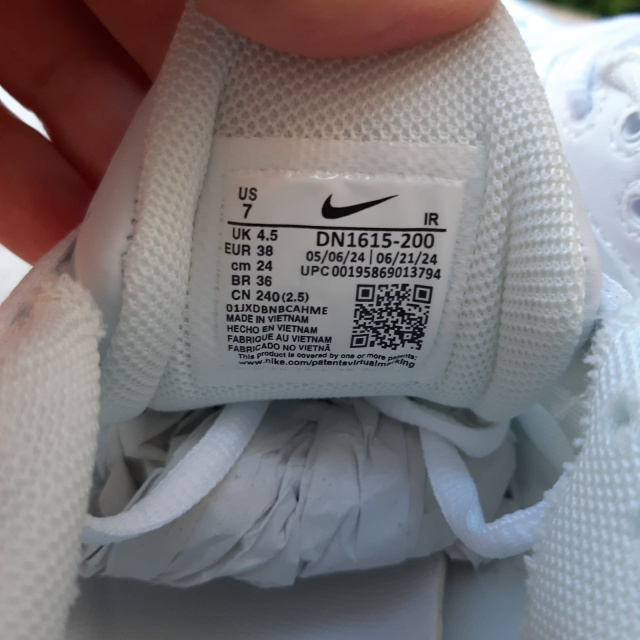 US
7
IR
UK 4.5
EUR 38
cm 24
BR 36
CN 240(2.5)
DN1615-200
05/06/24 | 06/21/24
UPC 00195869013794
01JXDBNBCAHME
MADE IN VIETNAM
HECHO EN VIETNAM
FABRIQUE AU VIETNAM
FABRICADO NO VIETNÃ
This product is covered by one or more patents:
www.nike.com/patentsvirtualmarking